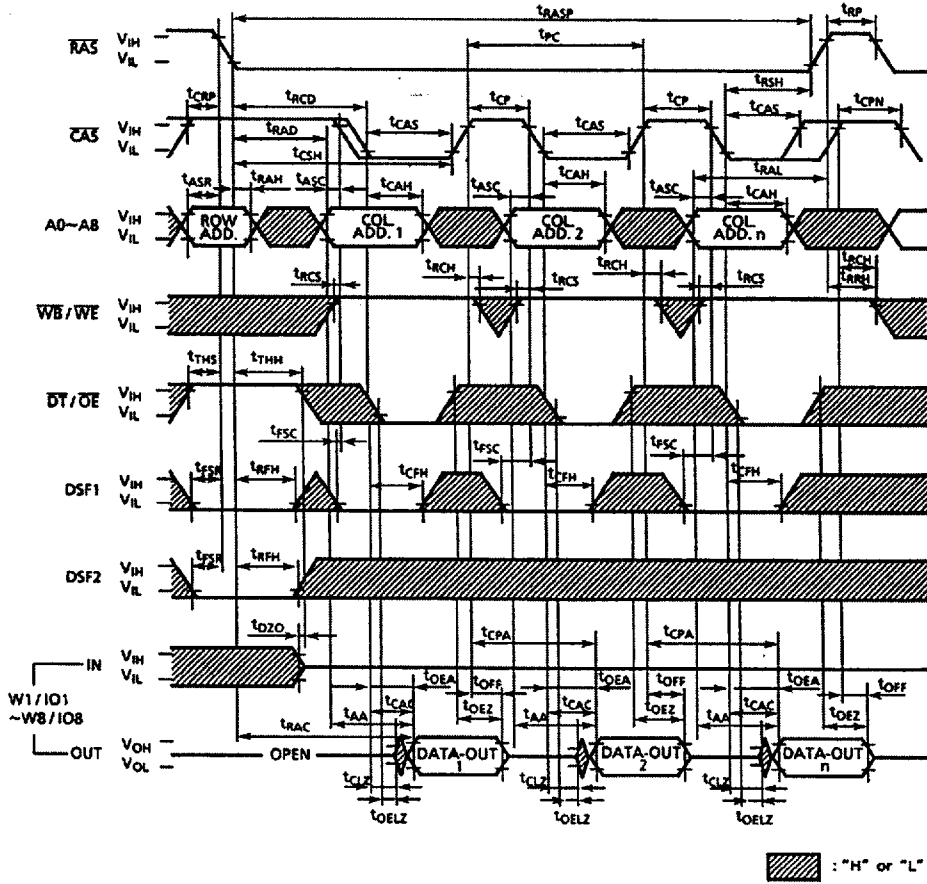 tRASP tRP
tPC
RAS VIH
VIL
tRSH
tCRP tRCD tCP tCP tCAS tCPN
CAS VIH
VIL
tRAD tCAS tCAS
tCSH tRAL
tASR tRAH tASC tCAH tASC tCAH tASC tCAH
A0~A8 VIH
VIL
ROW ADD. COL ADD. 1 COL ADD. 2 COL ADD. n
tRCS tRCH tRCS tRCH tRCS tRCH
tRRH
WB/WE VIH
VIL
tTHS tTHH
DT/OE VIH
VIL
tFSC tFSC tFSC
tFSR tRFH tCFH tCFH tCFH
DSF1 VIH
VIL
tFSR tRFH
DSF2 VIH
VIL
tDZO tCPA tCPA
IN VIH
VIL
W1/IO1
~W8/IO8
tOEA tOFF tOEA tOFF tOEA tOFF
tCAC tCAC tCAC
tRAC tAA tOEZ tAA tOEZ tAA tOEZ
OUT VOH
VOL
OPEN DATA-OUT 1 DATA-OUT 2 DATA-OUT n
tCLZ tCLZ tCLZ
tOELZ tOELZ tOELZ
: "H" or "L"